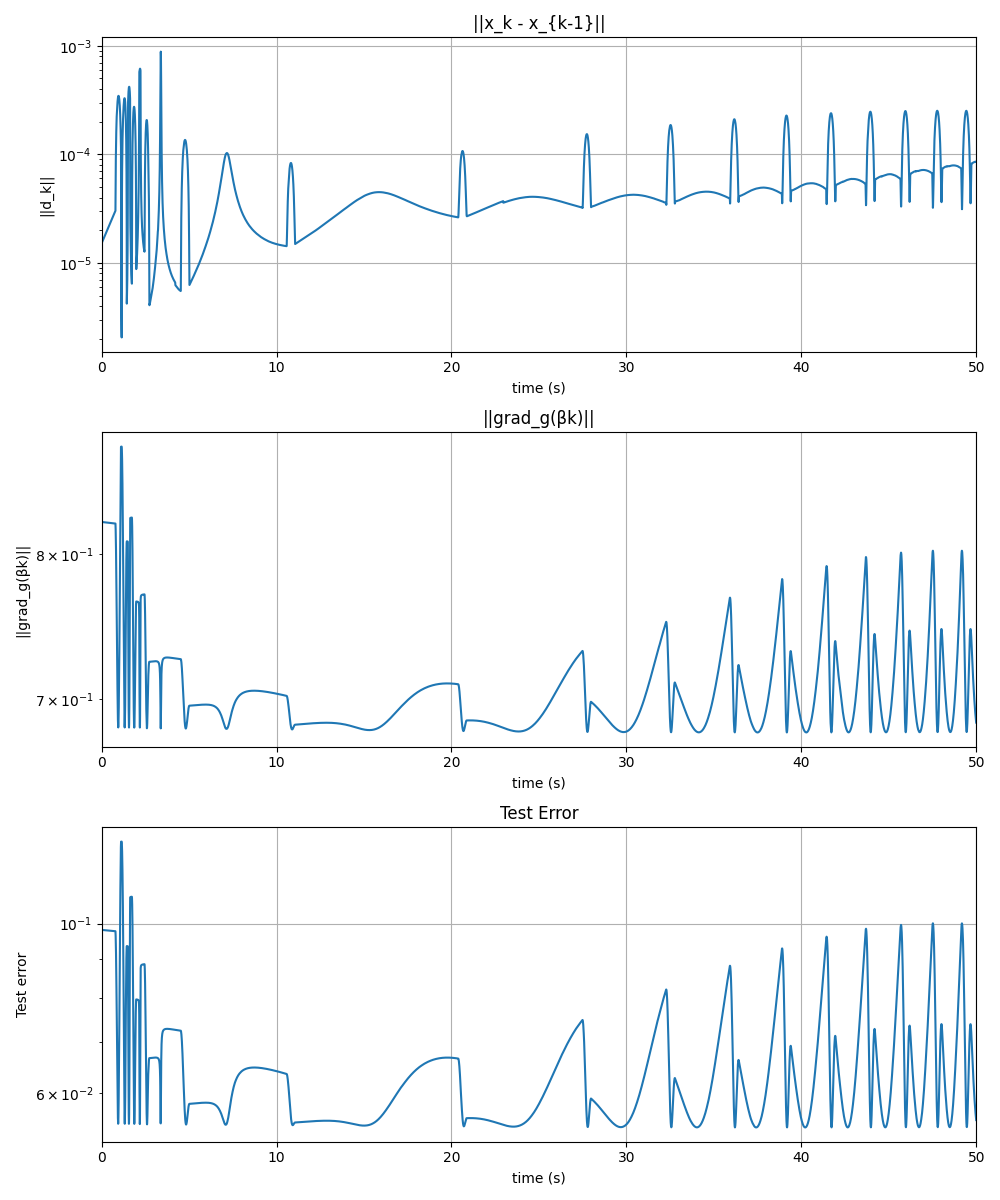 ||x_k - x_{k-1}||
10⁻³
10⁻⁴
10⁻⁵
||d_k||
0 10 20 30 40 50
time (s)
||grad_g(βk)||
8 × 10⁻¹
7 × 10⁻¹
||grad_g(βk)||
0 10 20 30 40 50
time (s)
Test Error
10⁻¹
6 × 10⁻²
Test error
0 10 20 30 40 50
time (s)